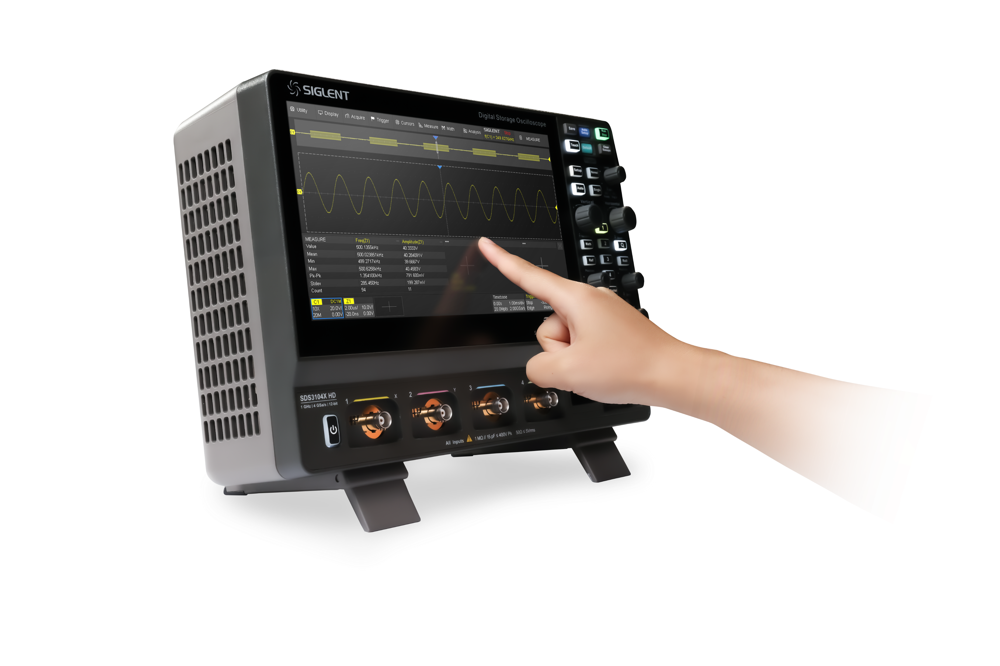 SIGLENT
Digital Storage Oscilloscope
Utility Display Acquire Trigger Cursors Measure Math Analysis SIGLENT Stop MEASURE
f(C1) = 249.6276kHz
C1
C1
MEASURE Freq(Z1) Amplitude(Z1) *** ***
Value 500.1355kHz 40.3333V
Mean 500.023851kHz 40.284091V
Min 499.2717kHz 39.6667V
Max 500.6258kHz 40.4583V
Pk-Pk 1.354100kHz 791.600mV
Stdev 285.450Hz 199.287mV
Count 94 11
C1 DC1M
10X 20.0V/
20M 0.00V
Z1
2.00us/ 10.0V/
-20.0ns 0.00V
Timebase
0.00s 1.00ms/div
20.0Mpts 2.00GSa/s
Stop
Edge Rising
Save Auto Setup Run Stop
Touch Default Clear Sweeps
Setup Normal
Auto Single
Vertical
1
Math 2
Ref 3 Roll
4
SDS3104X HD
1 GHz | 4 GSa/s | 12-bit
1 X 2 Y 3 4
All Inputs 1 MΩ // 15 pF ≤ 400V Pk 50Ω ≤ 5Vrms